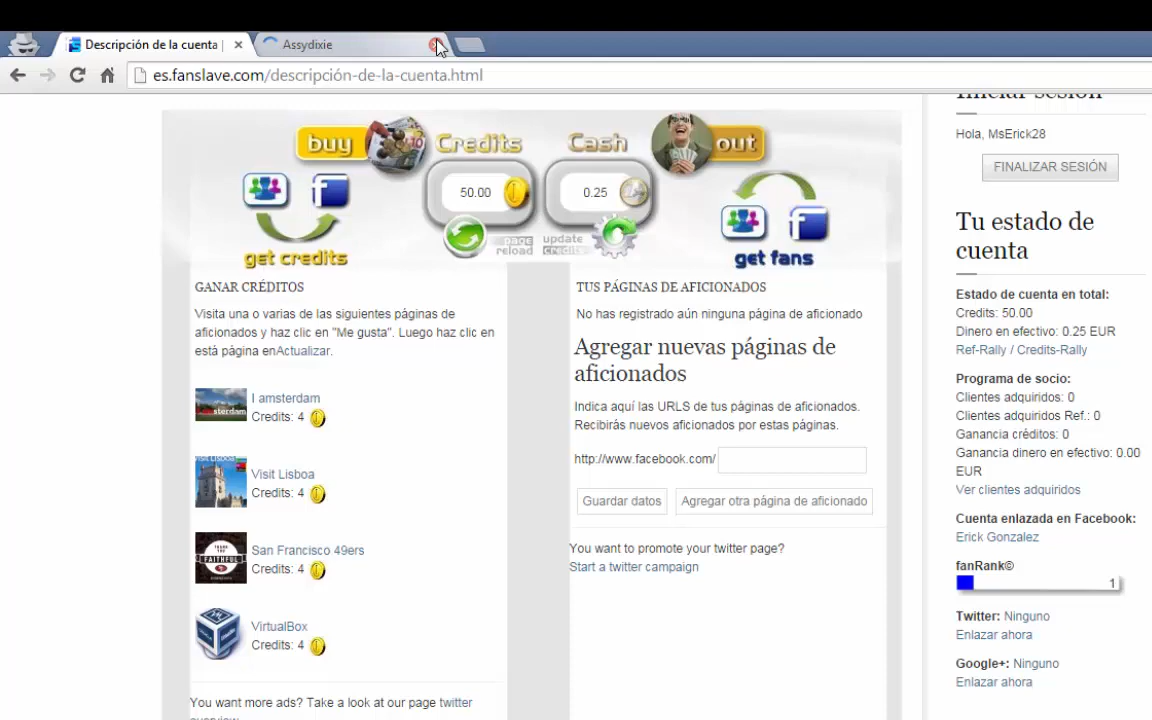 Descripción de la cuenta
Assydixie
es.fanslave.com/descripción-de-la-cuenta.html
Iniciar sesión
buy
Credits
Cash
out
Hola, MsErick28
FINALIZAR SESIÓN
50.00
0.25
page reload
update credits
get credits
get fans
Tu estado de
cuenta
GANAR CRÉDITOS
Visita una o varias de las siguientes páginas de
aficionados y haz clic en "Me gusta". Luego haz clic en
está página enActualizar.
I amsterdam
Credits: 4
Visit Lisboa
Credits: 4
San Francisco 49ers
Credits: 4
VirtualBox
Credits: 4
You want more ads? Take a look at our page twitter
overview
TUS PÁGINAS DE AFICIONADOS
No has registrado aún ninguna página de aficionado
Agregar nuevas páginas de
aficionados
Indica aquí las URLS de tus páginas de aficionados.
Recibirás nuevos aficionados por estas páginas.
http://www.facebook.com/
Guardar datos
Agregar otra página de aficionado
You want to promote your twitter page?
Start a twitter campaign
Estado de cuenta en total:
Credits: 50.00
Dinero en efectivo: 0.25 EUR
Ref-Rally / Credits-Rally
Programa de socio:
Clientes adquiridos: 0
Clientes adquiridos Ref.: 0
Ganancia créditos: 0
Ganancia dinero en efectivo: 0.00
EUR
Ver clientes adquiridos
Cuenta enlazada en Facebook:
Erick Gonzalez
fanRank©
1
Twitter: Ninguno
Enlazar ahora
Google+: Ninguno
Enlazar ahora